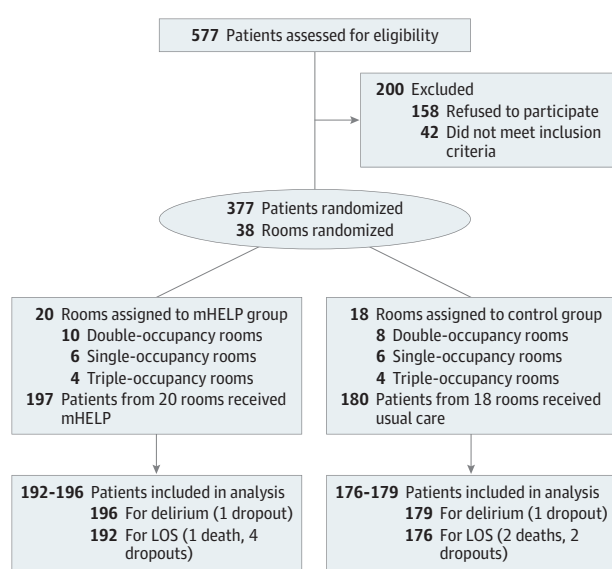 577 Patients assessed for eligibility
200 Excluded
158 Refused to participate
42 Did not meet inclusion
criteria
377 Patients randomized
38 Rooms randomized
20 Rooms assigned to mHELP group
10 Double-occupancy rooms
6 Single-occupancy rooms
4 Triple-occupancy rooms
197 Patients from 20 rooms received
mHELP
18 Rooms assigned to control group
8 Double-occupancy rooms
6 Single-occupancy rooms
4 Triple-occupancy rooms
180 Patients from 18 rooms received
usual care
192-196 Patients included in analysis
196 For delirium (1 dropout)
192 For LOS (1 death, 4
dropouts)
176-179 Patients included in analysis
179 For delirium (1 dropout)
176 For LOS (2 deaths, 2
dropouts)